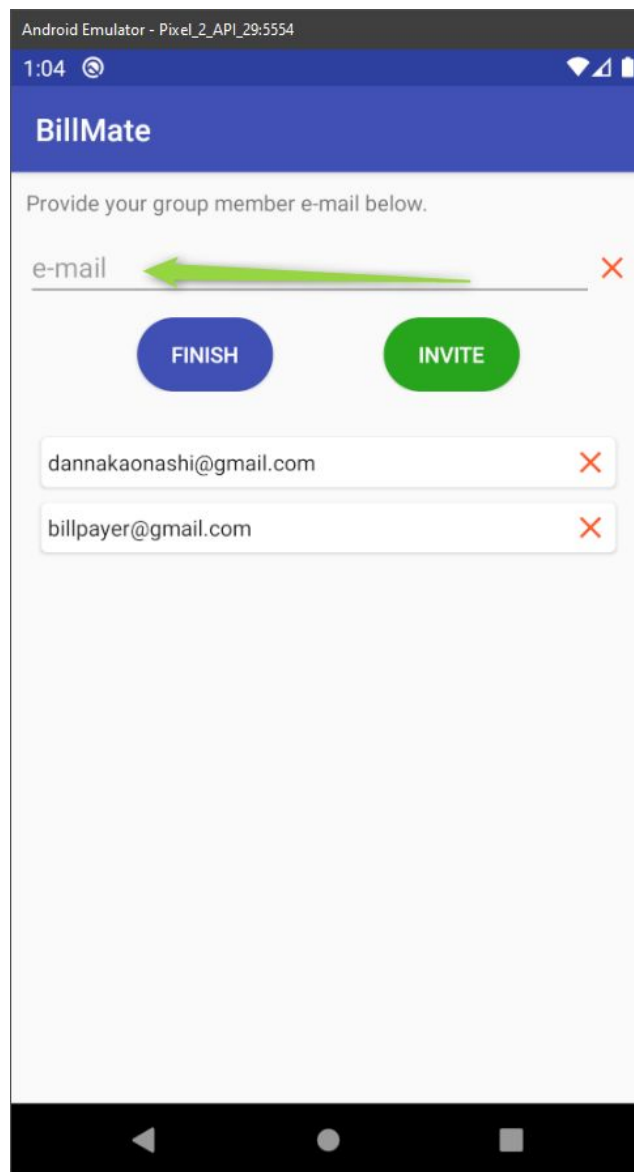 Android Emulator - Pixel_2_API_29:5554
1:04
BillMate
Provide your group member e-mail below.
e-mail
FINISH INVITE
dannakaonashi@gmail.com
billpayer@gmail.com